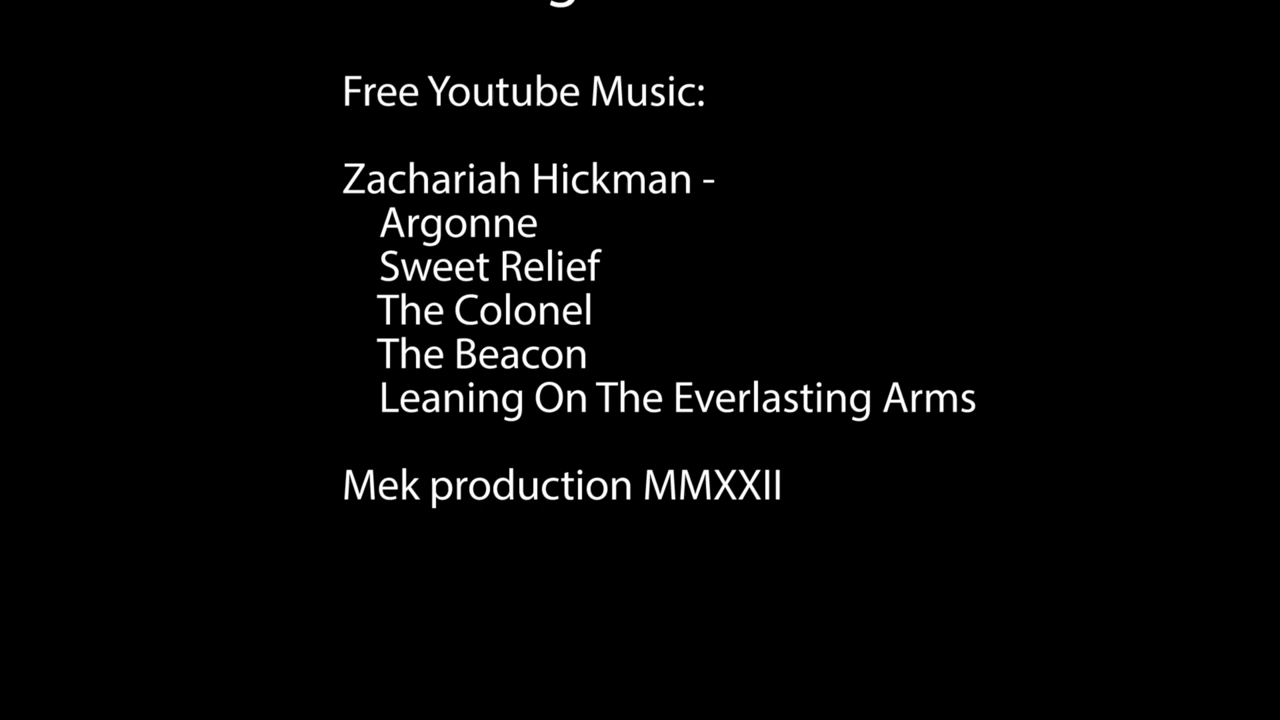 Free Youtube Music:
Zachariah Hickman -
Argonne
Sweet Relief
The Colonel
The Beacon
Leaning On The Everlasting Arms
Mek production MMXXII